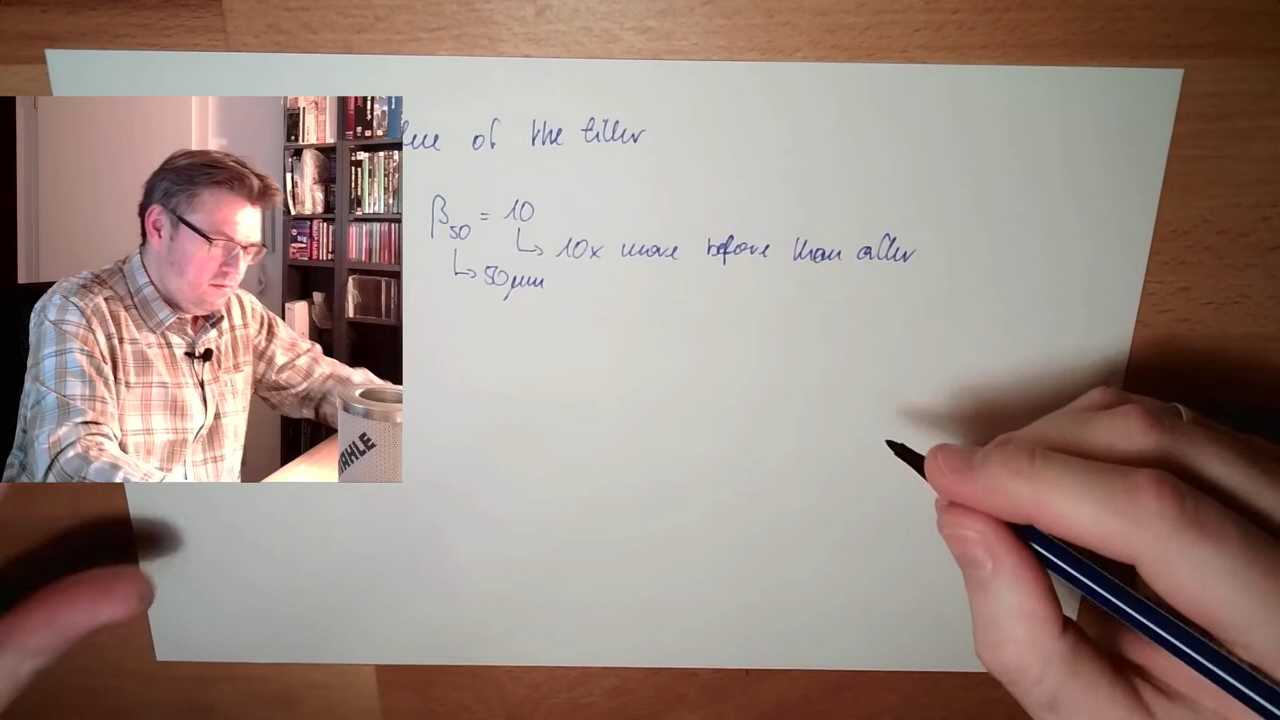 of the filter
β50 = 10
↳ 10x more before than after
↳ 50µm
MAHLE